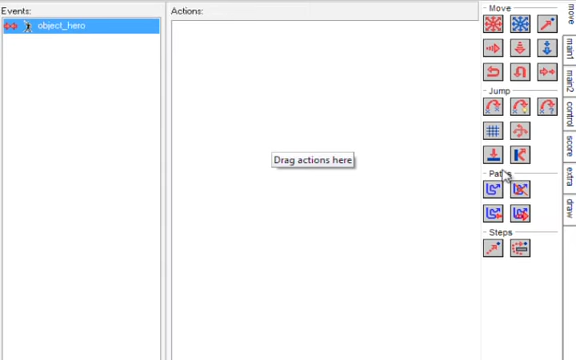 Events:
object_hero
Actions:
Drag actions here
Move
Jump
Paths
Steps
move
main1
main2
control
score
extra
draw